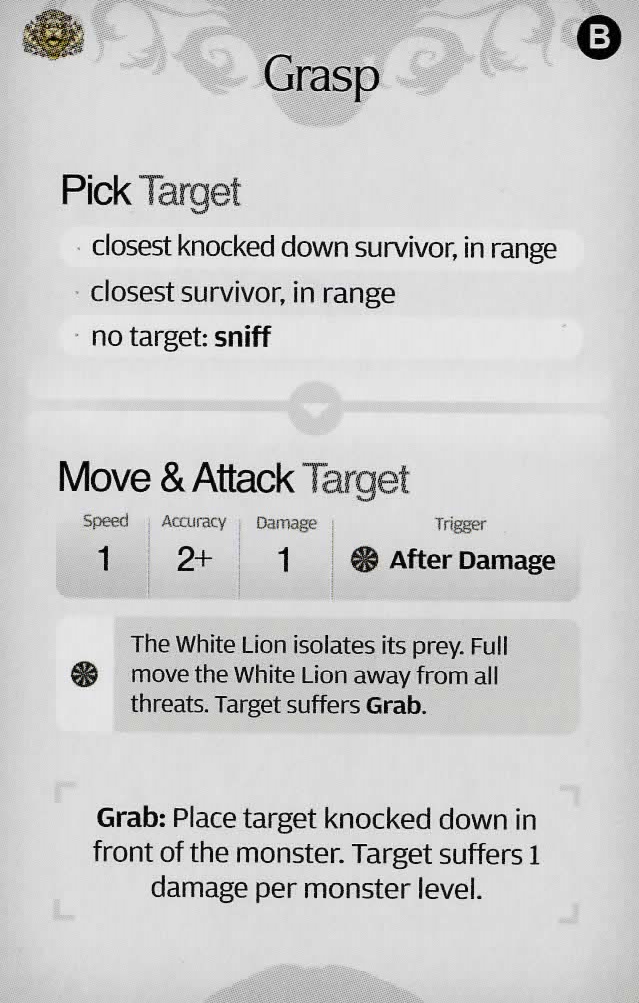 B
Grasp
Pick Target
· closest knocked down survivor, in range
· closest survivor, in range
· no target: sniff
Move & Attack Target
Speed Accuracy Damage Trigger
1 2+ 1 After Damage
The White Lion isolates its prey. Full
move the White Lion away from all
threats. Target suffers Grab.
Grab: Place target knocked down in
front of the monster. Target suffers 1
damage per monster level.